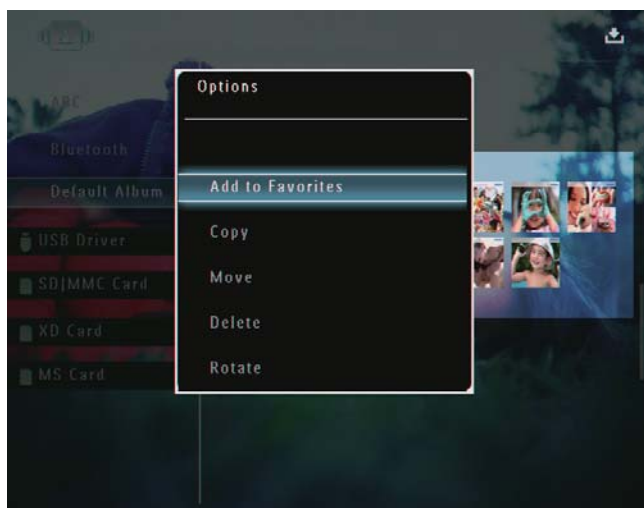 Options
Add to Favorites
Copy
Move
Delete
Rotate
ABC
Bluetooth
Default Album
USB Driver
SD|MMC Card
XD Card
MS Card